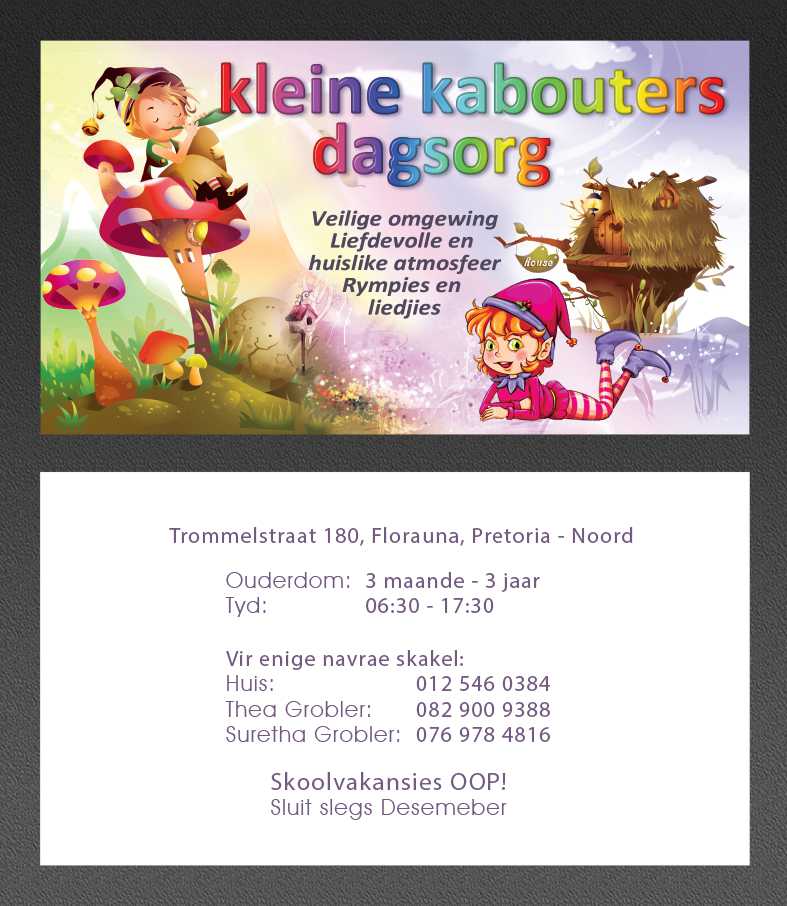 kleine kabouters
dagsorg
Veilige omgewing
Liefdevolle en
huislike atmosfeer
Rympies en
liedjies
House
Trommelstraat 180, Florauna, Pretoria - Noord
Ouderdom: 3 maande - 3 jaar
Tyd: 06:30 - 17:30
Vir enige navrae skakel:
Huis: 012 546 0384
Thea Grobler: 082 900 9388
Suretha Grobler: 076 978 4816
Skoolvakansies OOP!
Sluit slegs Desemeber